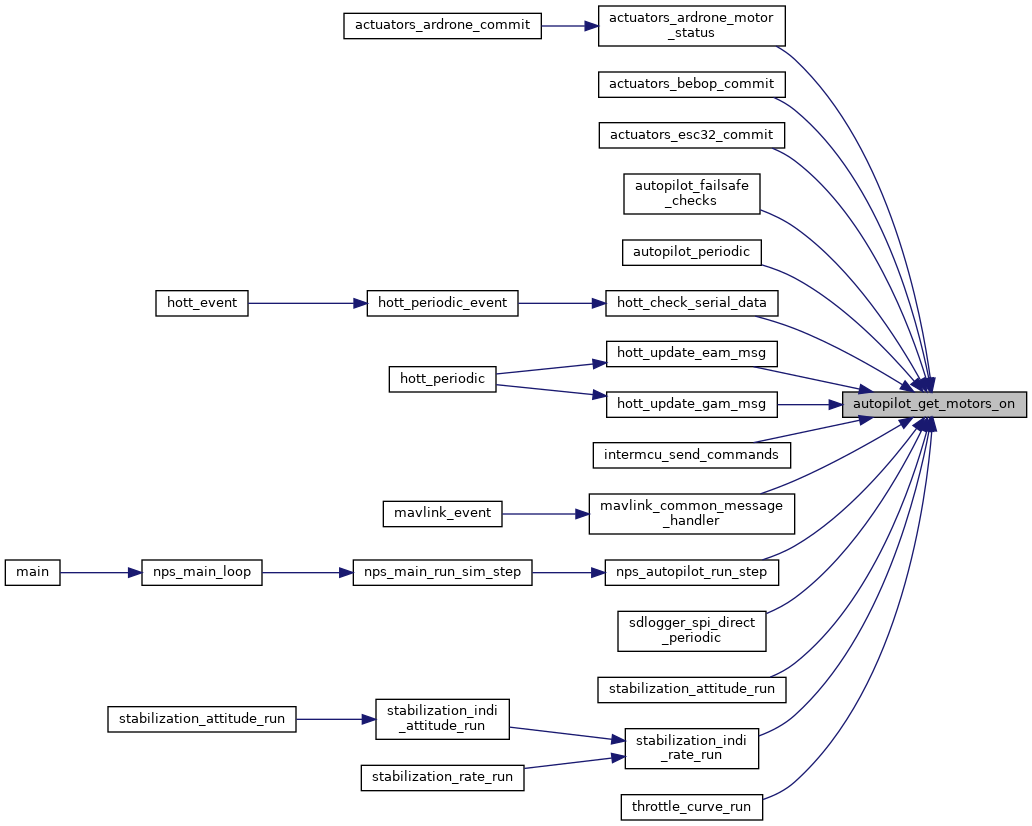 actuators_ardrone_commit
actuators_ardrone_motor
_status
actuators_bebop_commit
actuators_esc32_commit
autopilot_failsafe
_checks
autopilot_periodic
hott_event
hott_periodic_event
hott_check_serial_data
hott_update_eam_msg
hott_periodic
hott_update_gam_msg
autopilot_get_motors_on
intermcu_send_commands
mavlink_event
mavlink_common_message
_handler
main
nps_main_loop
nps_main_run_sim_step
nps_autopilot_run_step
sdlogger_spi_direct
_periodic
stabilization_attitude_run
stabilization_attitude_run
stabilization_indi
_attitude_run
stabilization_indi
_rate_run
stabilization_rate_run
throttle_curve_run